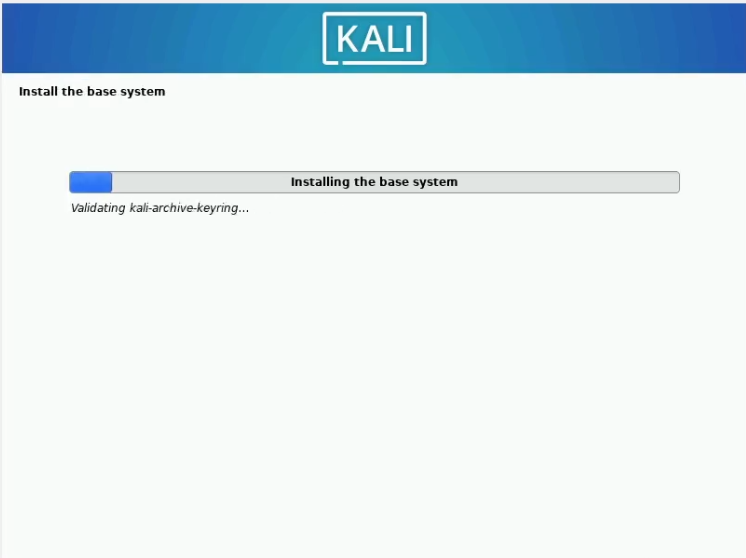 KALI
Install the base system
Installing the base system
Validating kali-archive-keyring...